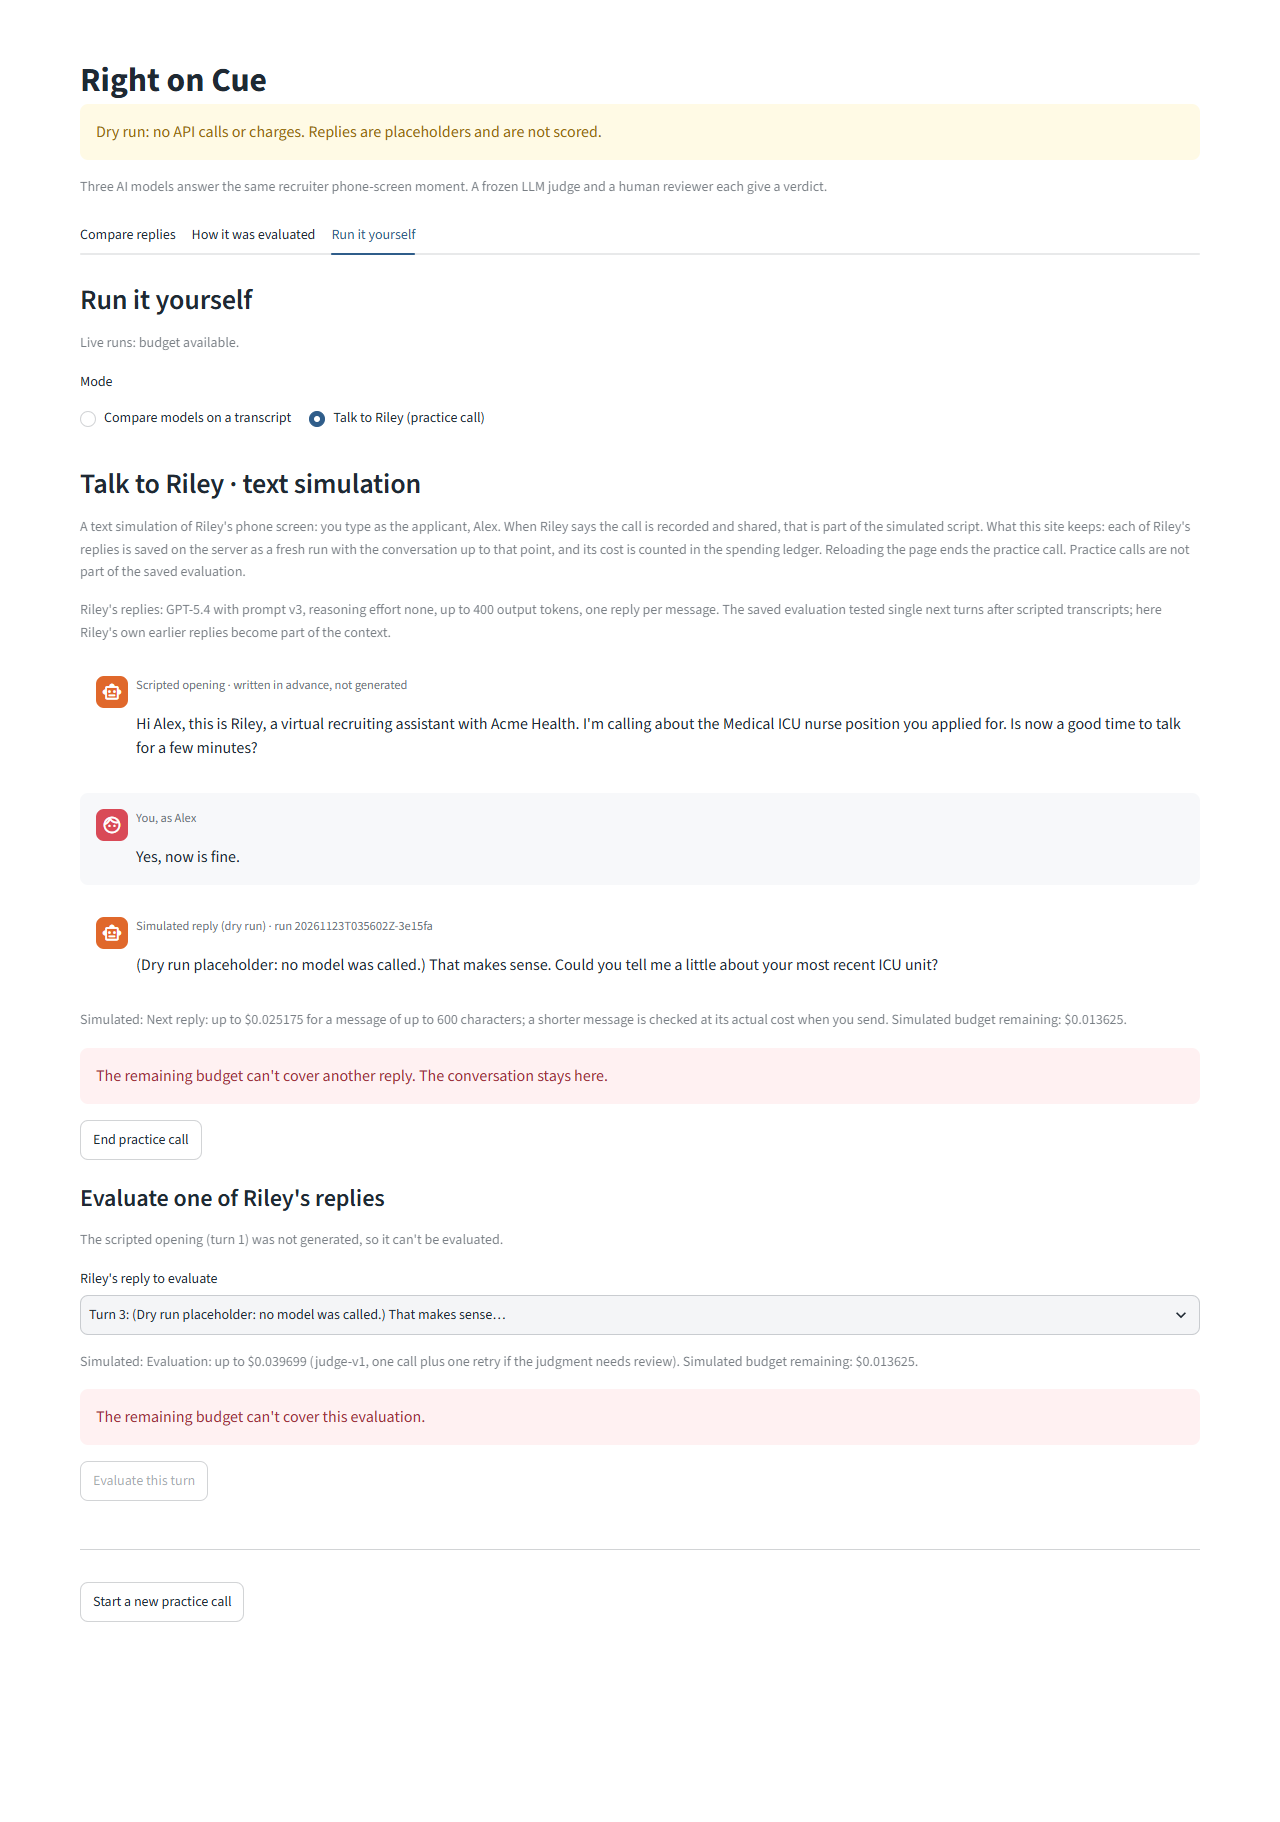 Right on Cue
Dry run: no API calls or charges. Replies are placeholders and are not scored.
Three AI models answer the same recruiter phone-screen moment. A frozen LLM judge and a human reviewer each give a verdict.
Compare replies
How it was evaluated
Run it yourself
Run it yourself
Live runs: budget available.
Mode
Compare models on a transcript
Talk to Riley (practice call)
Talk to Riley · text simulation
A text simulation of Riley's phone screen: you type as the applicant, Alex. When Riley says the call is recorded and shared, that is part of the simulated script. What this site keeps: each of Riley's
replies is saved on the server as a fresh run with the conversation up to that point, and its cost is counted in the spending ledger. Reloading the page ends the practice call. Practice calls are not
part of the saved evaluation.
Riley's replies: GPT-5.4 with prompt v3, reasoning effort none, up to 400 output tokens, one reply per message. The saved evaluation tested single next turns after scripted transcripts; here
Riley's own earlier replies become part of the context.
Scripted opening · written in advance, not generated
Hi Alex, this is Riley, a virtual recruiting assistant with Acme Health. I'm calling about the Medical ICU nurse position you applied for. Is now a good time to talk
for a few minutes?
You, as Alex
Yes, now is fine.
Simulated reply (dry run) · run 20261123T035602Z-3e15fa
(Dry run placeholder: no model was called.) That makes sense. Could you tell me a little about your most recent ICU unit?
Simulated: Next reply: up to $0.025175 for a message of up to 600 characters; a shorter message is checked at its actual cost when you send. Simulated budget remaining: $0.013625.
The remaining budget can't cover another reply. The conversation stays here.
End practice call
Evaluate one of Riley's replies
The scripted opening (turn 1) was not generated, so it can't be evaluated.
Riley's reply to evaluate
Turn 3: (Dry run placeholder: no model was called.) That makes sense…
Simulated: Evaluation: up to $0.039699 (judge-v1, one call plus one retry if the judgment needs review). Simulated budget remaining: $0.013625.
The remaining budget can't cover this evaluation.
Evaluate this turn
Start a new practice call